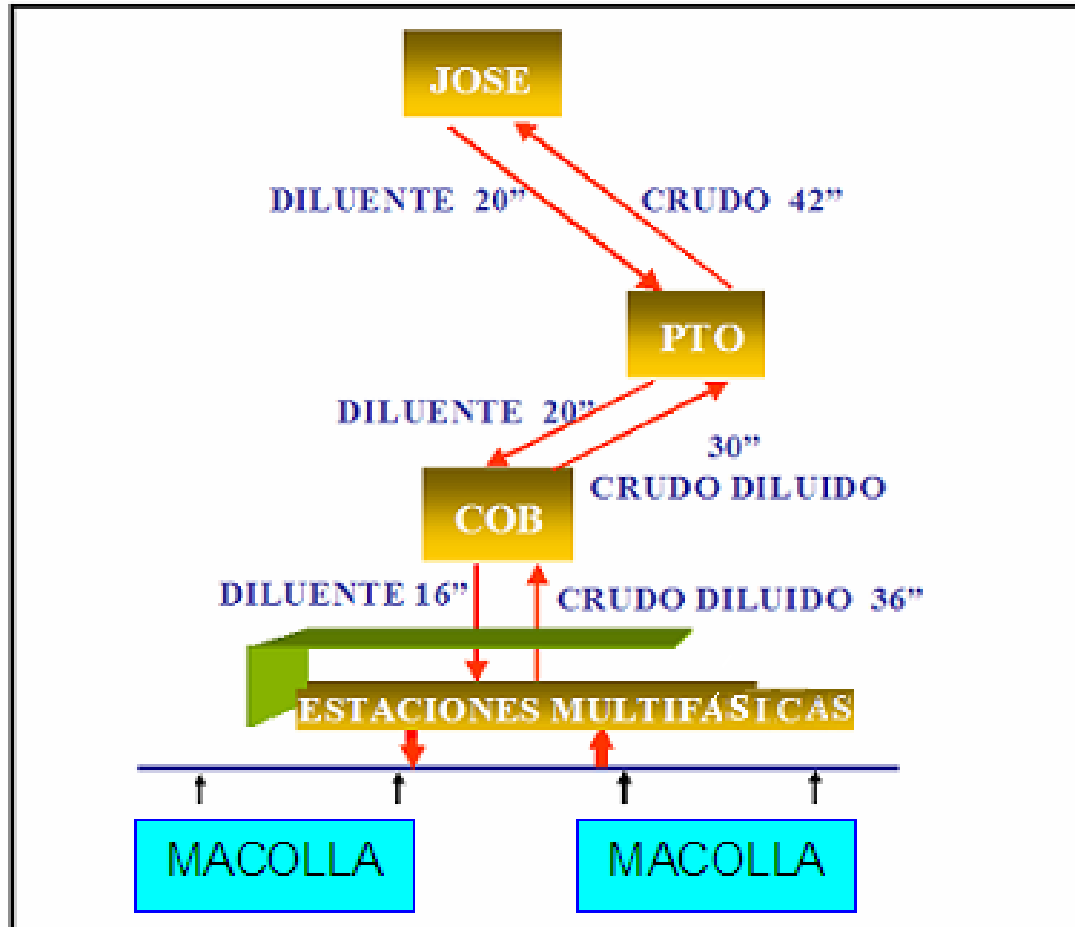 JOSE
DILUENTE 20”
CRUDO 42”
PTO
DILUENTE 20”
30”
CRUDO DILUIDO
COB
DILUENTE 16”
CRUDO DILUIDO 36”
ESTACIONES MULTIFÁSICAS
MACOLLA
MACOLLA